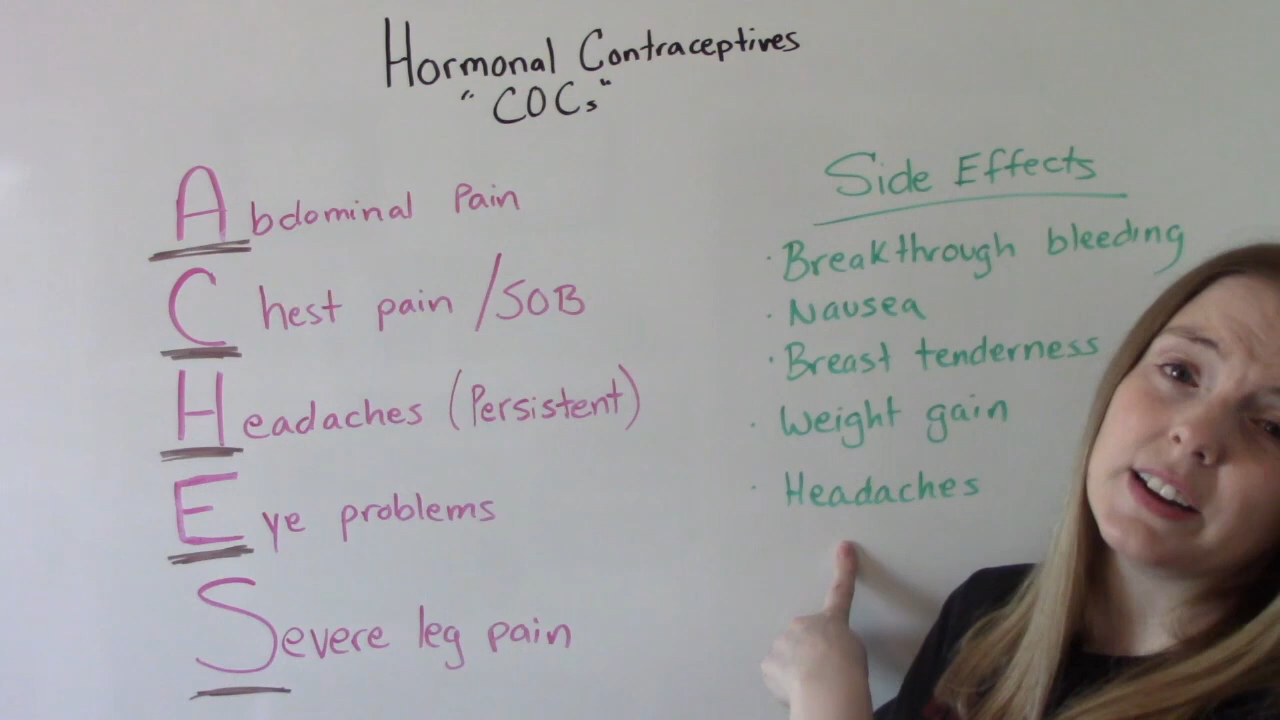 Hormonal Contraceptives
"COCs"
Abdominal Pain
Chest pain /SOB
Headaches (Persistent)
Eye problems
Severe leg pain
Side Effects
· Breakthrough bleeding
· Nausea
· Breast tenderness
· Weight gain
· Headaches